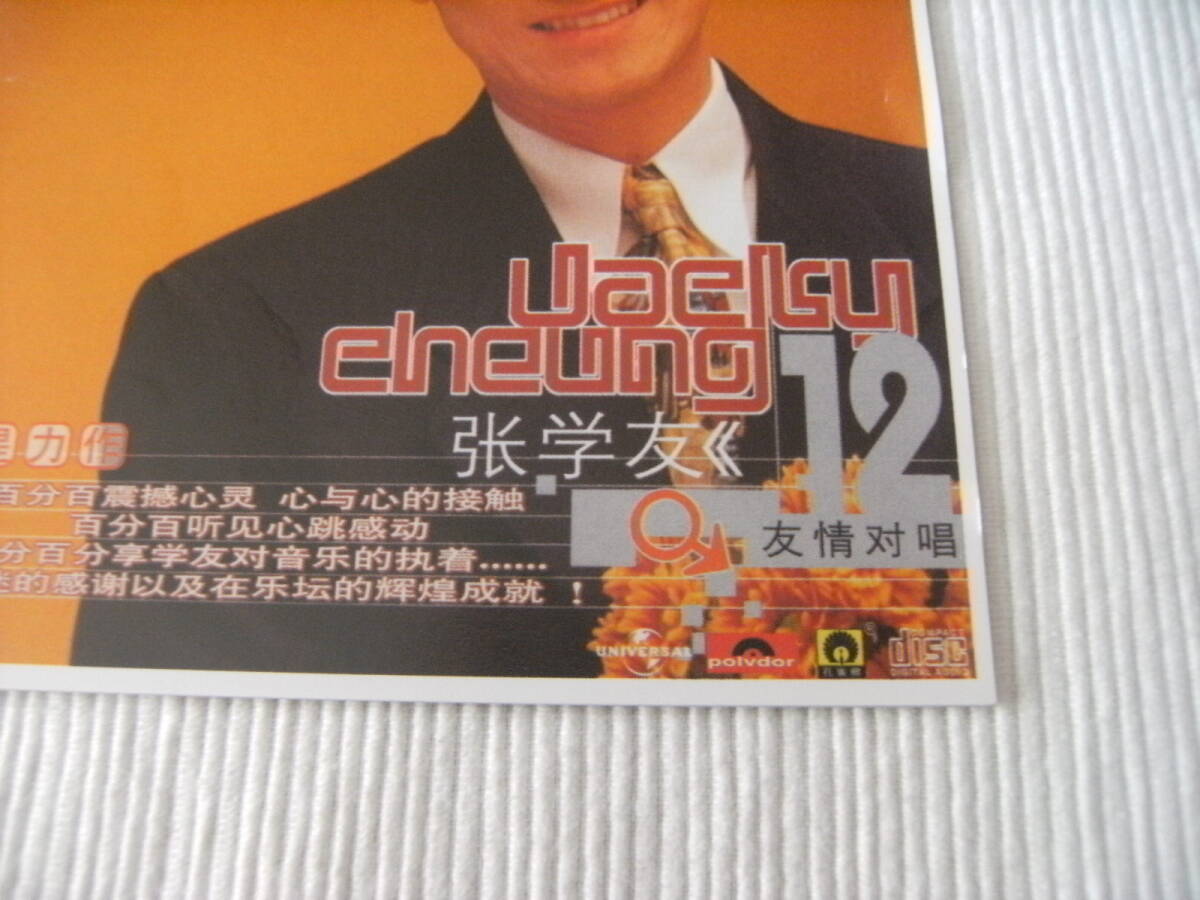 Jacky
cheung
12
张学友《
力作
百分百震撼心灵 心与心的接触
百分百听见心跳感动
分百分享学友对音乐的执着......
的感谢以及在乐坛的辉煌成就 !
友情对唱
UNIVERSAL
polydor
COMPACT
disc
DIGITAL AUDIO